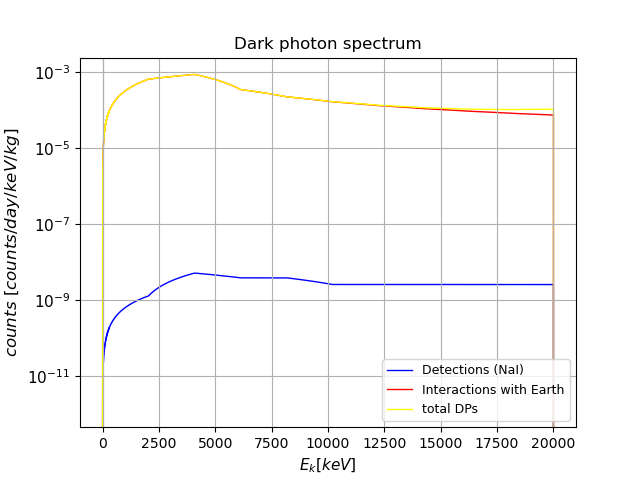 Dark photon spectrum
counts [counts/day/keV/kg]
10⁻³
10⁻⁵
10⁻⁷
10⁻⁹
10⁻¹¹
Detections (NaI)
Interactions with Earth
total DPs
0 2500 5000 7500 10000 12500 15000 17500 20000
Eₖ[keV]